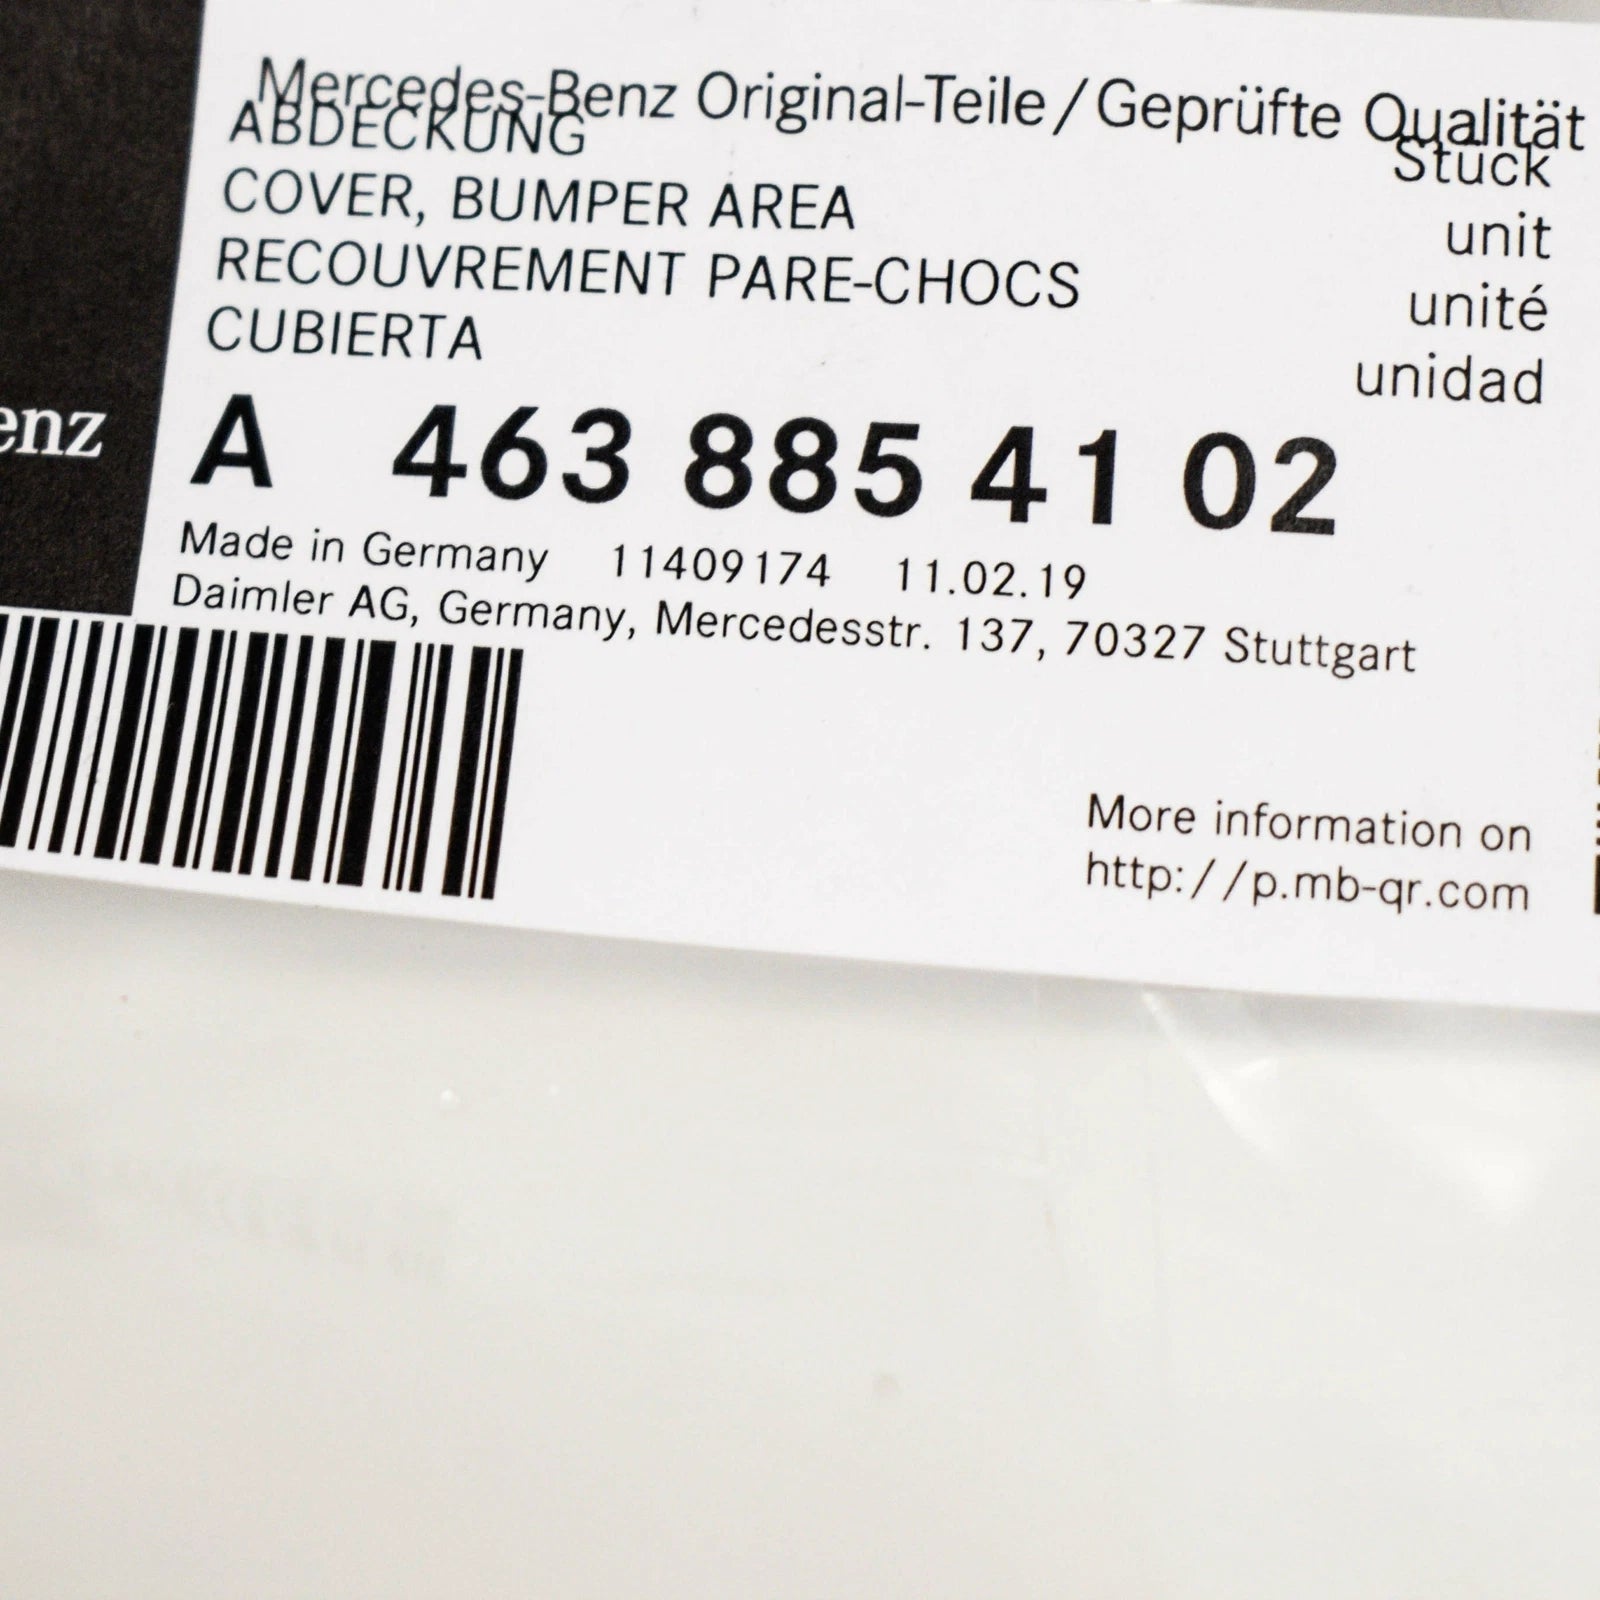 Mercedes-Benz Original-Teile/Geprüfte Qualität
ABDECKUNG Stück
COVER, BUMPER AREA unit
RECOUVREMENT PARE-CHOCS unité
CUBIERTA unidad
enz
A 463 885 41 02
Made in Germany 11409174 11.02.19
Daimler AG, Germany, Mercedesstr. 137, 70327 Stuttgart
More information on
http://p.mb-qr.com